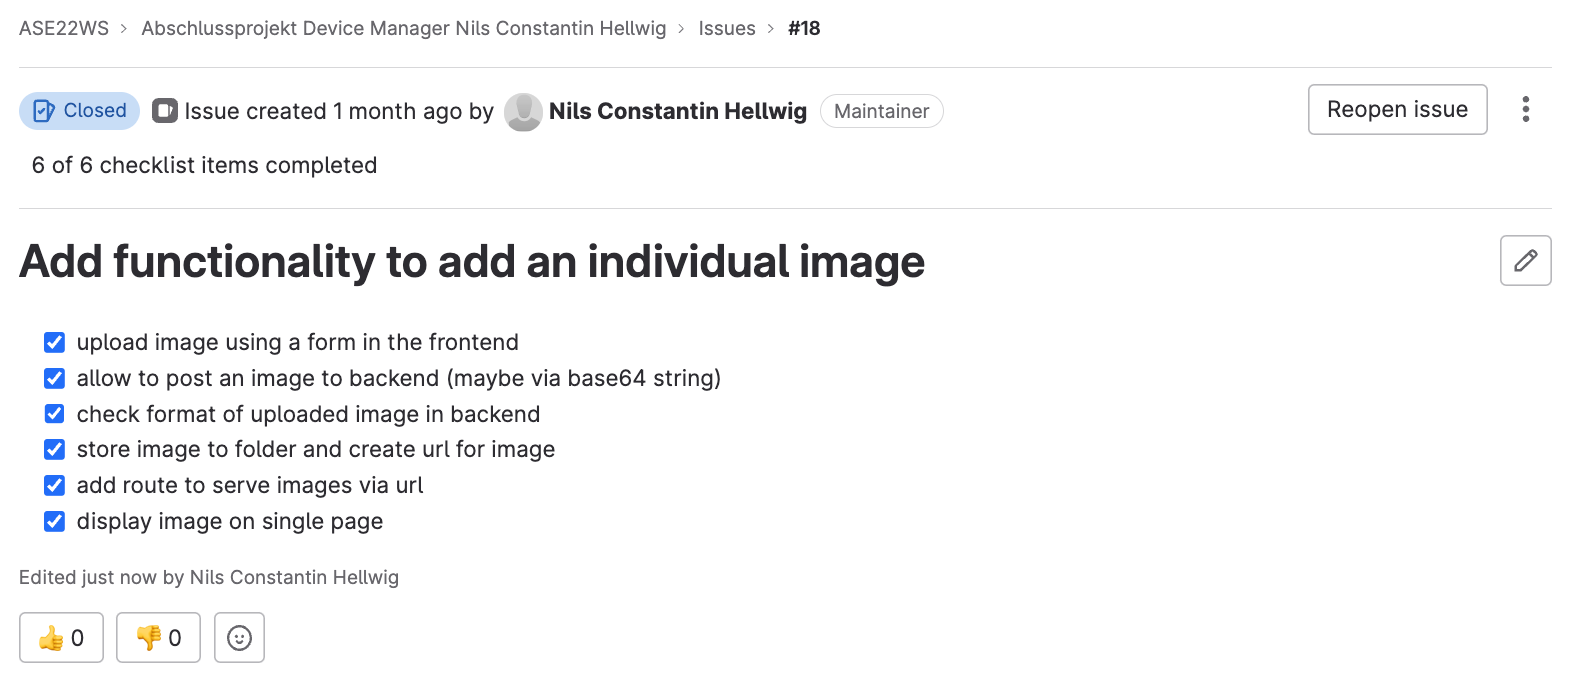 ASE22WS > Abschlussprojekt Device Manager Nils Constantin Hellwig > Issues > #18
Closed Issue created 1 month ago by Nils Constantin Hellwig Maintainer Reopen issue
6 of 6 checklist items completed
Add functionality to add an individual image
upload image using a form in the frontend
allow to post an image to backend (maybe via base64 string)
check format of uploaded image in backend
store image to folder and create url for image
add route to serve images via url
display image on single page
Edited just now by Nils Constantin Hellwig
👍 0 👎 0